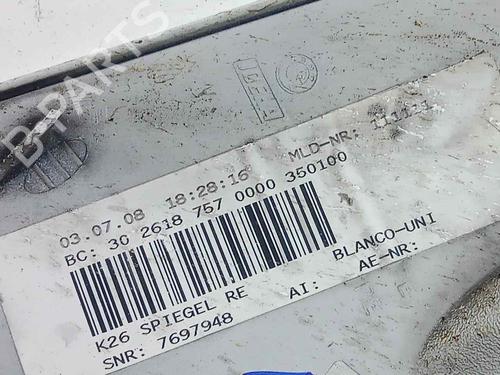 B-PARTS
03.07.08 18:28:16 MLD-NR: 111111
BC: 30 2618 757 0000 350100
K26 SPIEGEL RE AI: BLANCO-UNI
SNR: 7697948 AE-NR: